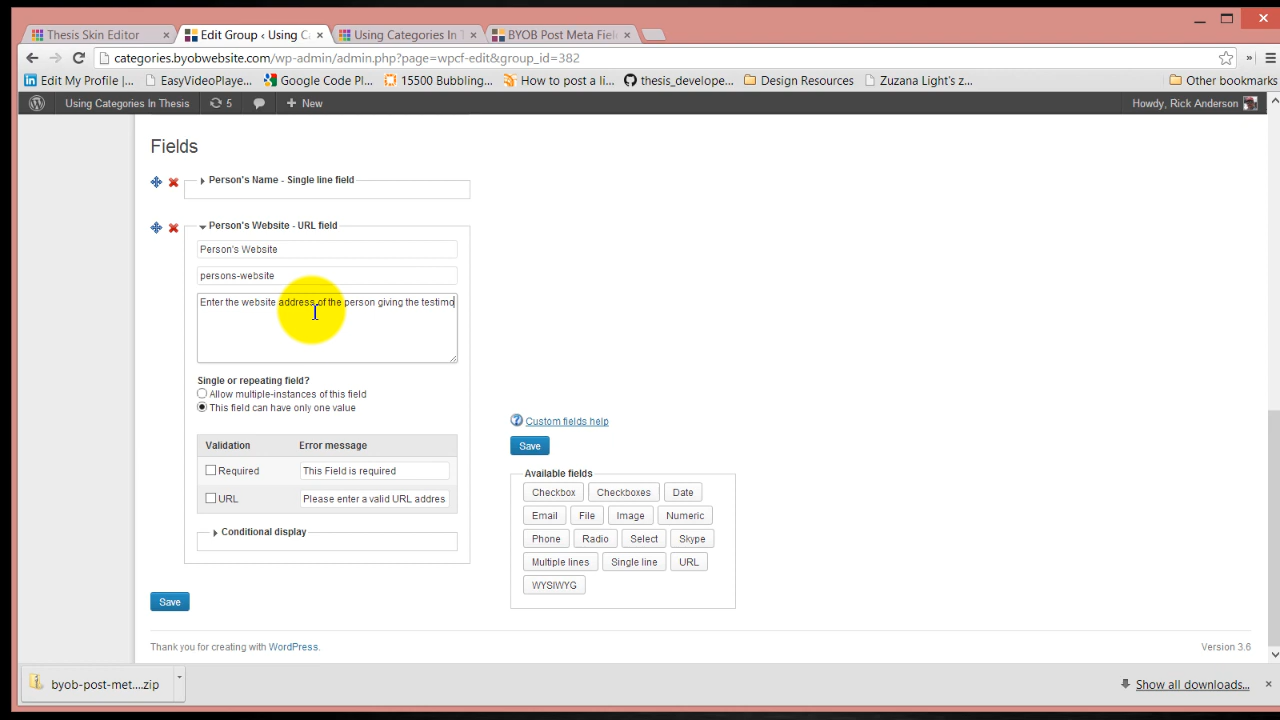 Thesis Skin Editor × Edit Group ‹ Using C × Using Categories In T × BYOB Post Meta Fiel ×
categories.byobwebsite.com/wp-admin/admin.php?page=wpcf-edit&group_id=382
Edit My Profile | EasyVideoPlaye... Google Code Pl... 15500 Bubbling... How to post a li... thesis_develope... Design Resources Zuzana Light's z... Other bookmarks
Using Categories In Thesis 5 + New Howdy, Rick Anderson
Fields
Person's Name - Single line field
Person's Website - URL field
Person's Website
persons-website
Enter the website address of the person giving the testimo
Single or repeating field?
Allow multiple-instances of this field
This field can have only one value
Custom fields help
Validation Error message
Save
Required This Field is required
Available fields
Checkbox Checkboxes Date
URL Please enter a valid URL addres
Email File Image Numeric
Conditional display
Phone Radio Select Skype
Multiple lines Single line URL
WYSIWYG
Save
Thank you for creating with WordPress. Version 3.6
byob-post-met....zip Show all downloads... ×